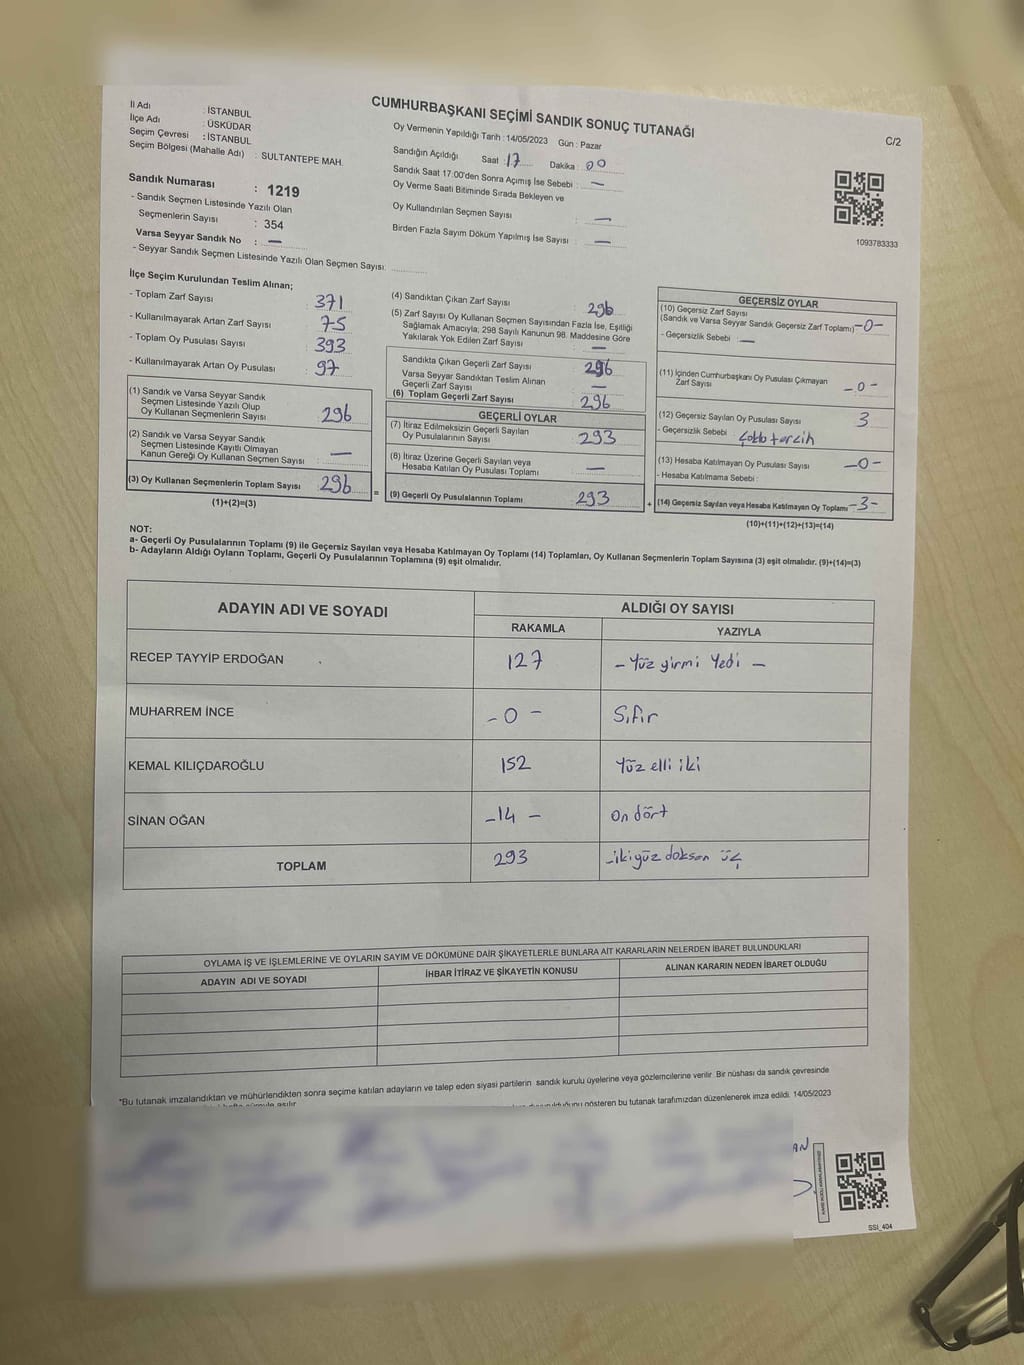 CUMHURBAŞKANI SEÇİMİ SANDIK SONUÇ TUTANAĞI
C/2
İl Adı : İSTANBUL
İlçe Adı : ÜSKÜDAR
Seçim Çevresi : İSTANBUL
Seçim Bölgesi (Mahalle Adı) : SULTANTEPE MAH.
Sandık Numarası : 1219
- Sandık Seçmen Listesinde Yazılı Olan
Seçmenlerin Sayısı : 354
Varsa Seyyar Sandık No : —
- Seyyar Sandık Seçmen Listesinde Yazılı Olan Seçmen Sayısı:
Oy Vermenin Yapıldığı Tarih : 14/05/2023 Gün : Pazar
Sandığın Açıldığı Saat : 17 Dakika : 00
Sandık Saat 17:00'den Sonra Açımış İse Sebebi : —
Oy Verme Saati Bitiminde Sırada Bekleyen ve
Oy Kullandırılan Seçmen Sayısı : —
Birden Fazla Sayım Döküm Yapılmış İse Sayısı : —
1093783333
İlçe Seçim Kurulundan Teslim Alınan;
- Toplam Zarf Sayısı : 371
- Kullanılmayarak Artan Zarf Sayısı : 75
- Toplam Oy Pusulası Sayısı : 393
- Kullanılmayarak Artan Oy Pusulası : 97
(1) Sandık ve Varsa Seyyar Sandık
Seçmen Listesinde Yazılı Olup
Oy Kullanan Seçmenlerin Sayısı : 296
(2) Sandık ve Varsa Seyyar Sandık
Seçmen Listesinde Kayıtlı Olmayan
Kanun Gereği Oy Kullanan Seçmen Sayısı : —
(3) Oy Kullanan Seçmenlerin Toplam Sayısı : 296
(1)+(2)=(3)
=
(4) Sandıktan Çıkan Zarf Sayısı : 296
(5) Zarf Sayısı Oy Kullanan Seçmen Sayısından Fazla İse, Eşitliği
Sağlamak Amacıyla; 298 Sayılı Kanunun 98. Maddesine Göre
Yakılarak Yok Edilen Zarf Sayısı : —
Sandıkta Çıkan Geçerli Zarf Sayısı : 296
Varsa Seyyar Sandıktan Teslim Alınan
Geçerli Zarf Sayısı : —
(6) Toplam Geçerli Zarf Sayısı : 296
GEÇERLİ OYLAR
(7) İtiraz Edilmeksizin Geçerli Sayılan
Oy Pusulalarının Sayısı : 293
(8) İtiraz Üzerine Geçerli Sayılan veya
Hesaba Katılan Oy Pusulası Toplamı : —
(9) Geçerli Oy Pusulalarının Toplamı : 293
+
GEÇERSİZ OYLAR
(10) Geçersiz Zarf Sayısı
(Sandık ve Varsa Seyyar Sandık Geçersiz Zarf Toplamı) -0-
- Geçersizlik Sebebi : —
(11) İçinden Cumhurbaşkanı Oy Pusulası Çıkmayan
Zarf Sayısı : -0-
(12) Geçersiz Sayılan Oy Pusulası Sayısı 3
- Geçersizlik Sebebi :
(13) Hesaba Katılmayan Oy Pusulası Sayısı -0-
- Hesaba Katılmama Sebebi :
(14) Geçersiz Sayılan veya Hesaba Katılmayan Oy Toplamı -3-
(10)+(11)+(12)+(13)=(14)
NOT:
a- Geçerli Oy Pusulalarının Toplamı (9) ile Geçersiz Sayılan veya Hesaba Katılmayan Oy Toplamı (14) Toplamları, Oy Kullanan Seçmenlerin Toplam Sayısına (3) eşit olmalıdır. (9)+(14)=(3)
b- Adayların Aldığı Oyların Toplamı, Geçerli Oy Pusulalarının Toplamına (9) eşit olmalıdır.
ADAYIN ADI VE SOYADI ALDIĞI OY SAYISI
RAKAMLA YAZIYLA
RECEP TAYYİP ERDOĞAN 127 - Yüz yirmi Yedi -
MUHARREM İNCE - 0 - Sıfır
KEMAL KILIÇDAROĞLU 152 Yüz elli iki
SİNAN OĞAN -14 - On dört
TOPLAM 293 -ikiyüz doksan üç
OYLAMA İŞ VE İŞLEMLERİNE VE OYLARIN SAYIM VE DÖKÜMÜNE DAİR ŞİKAYETLERLE BUNLARA AİT KARARLARIN NELERDEN İBARET BULUNDUKLARI
ADAYIN ADI VE SOYADI İHBAR İTİRAZ VE ŞİKAYETİN KONUSU ALINAN KARARIN NEDEN İBARET OLDUĞU
*Bu tutanak imzalandıktan ve mühürlendikten sonra seçime katılan adayların ve talep eden siyasi partilerin sandık kurulu üyelerine veya gözlemcilerine verilir. Bir nüshası da sandık çevresinde
gösteren bu tutanak tarafımızdan düzenlenerek imza edildi. 14/05/2023
SSI_404